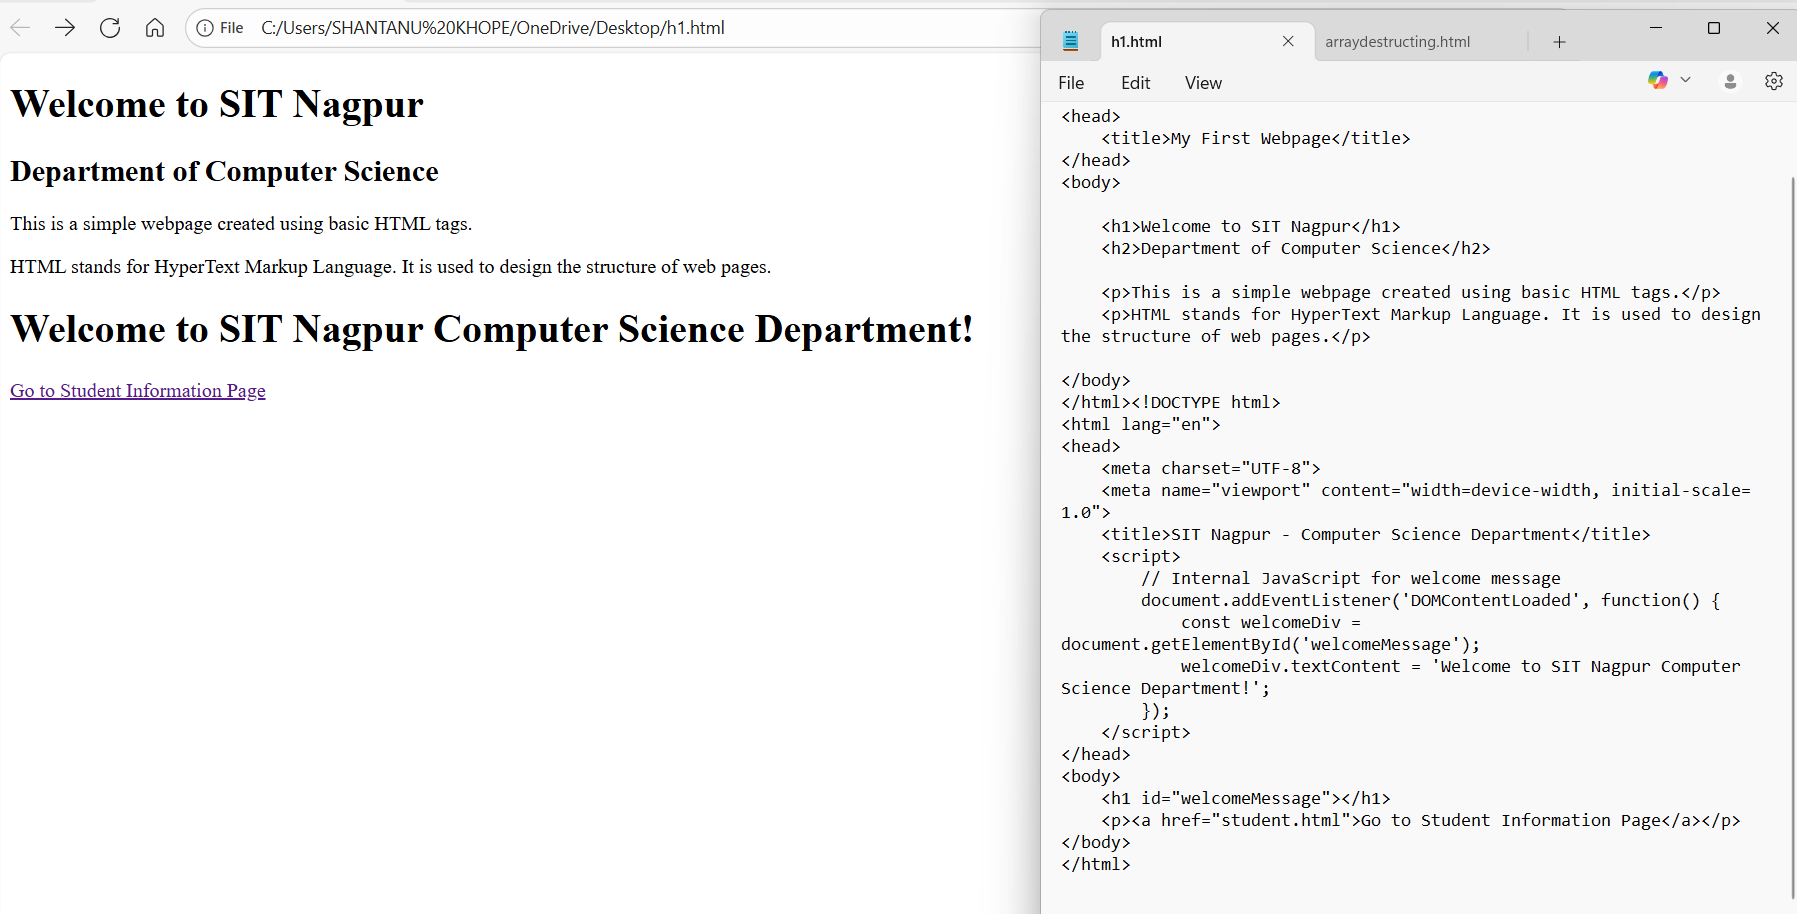 File C:/Users/SHANTANU%20KHOPE/OneDrive/Desktop/h1.html
Welcome to SIT Nagpur
Department of Computer Science
This is a simple webpage created using basic HTML tags.
HTML stands for HyperText Markup Language. It is used to design the structure of web pages.
Welcome to SIT Nagpur Computer Science Department!
Go to Student Information Page
h1.html arraydestructing.html
File Edit View
<head>
    <title>My First Webpage</title>
</head>
<body>
    <h1>Welcome to SIT Nagpur</h1>
    <h2>Department of Computer Science</h2>
    <p>This is a simple webpage created using basic HTML tags.</p>
    <p>HTML stands for HyperText Markup Language. It is used to design
the structure of web pages.</p>
</body>
</html><!DOCTYPE html>
<html lang="en">
<head>
    <meta charset="UTF-8">
    <meta name="viewport" content="width=device-width, initial-scale=
1.0">
    <title>SIT Nagpur - Computer Science Department</title>
    <script>
        // Internal JavaScript for welcome message
        document.addEventListener('DOMContentLoaded', function() {
            const welcomeDiv =
document.getElementById('welcomeMessage');
            welcomeDiv.textContent = 'Welcome to SIT Nagpur Computer
Science Department!';
        });
    </script>
</head>
<body>
    <h1 id="welcomeMessage"></h1>
    <p><a href="student.html">Go to Student Information Page</a></p>
</body>
</html>